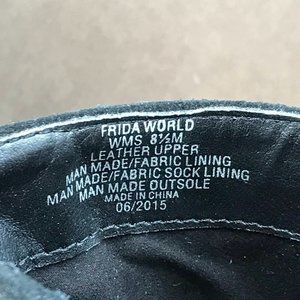 FRIDA WORLD
WMS 8½M
LEATHER UPPER
MAN MADE/FABRIC LINING
MAN MADE/FABRIC SOCK LINING
MAN MADE OUTSOLE
MADE IN CHINA
06/2015